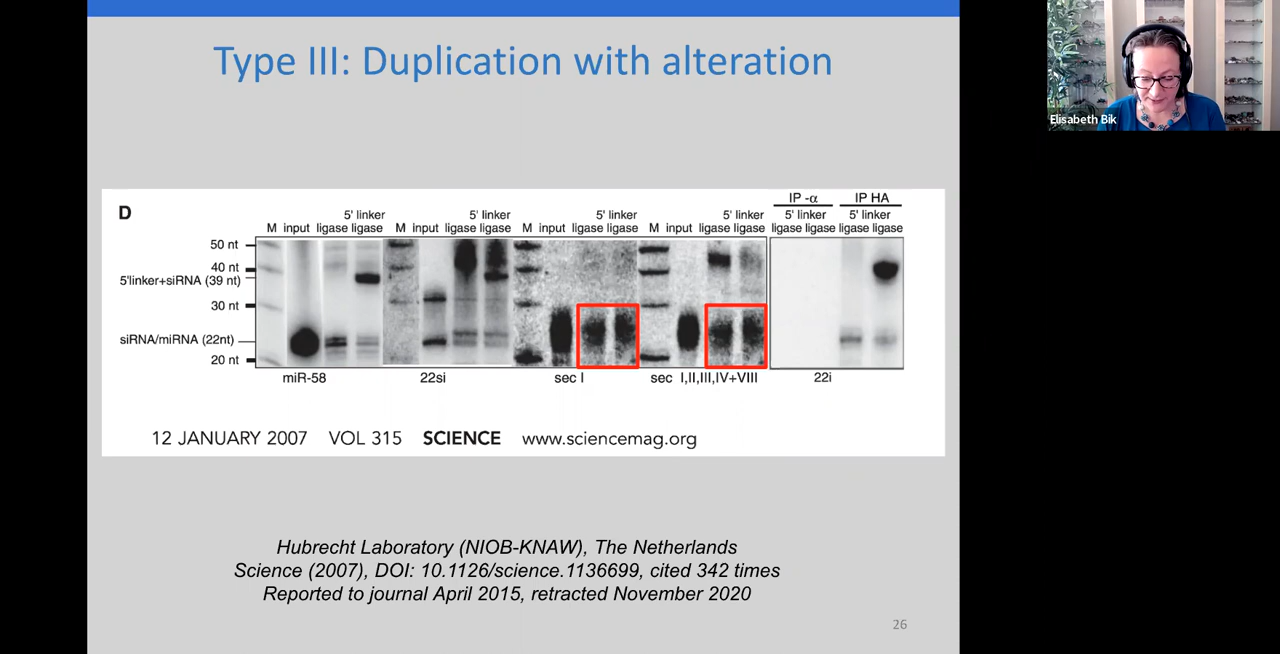 Type III: Duplication with alteration
Elisabeth Bik
D
IP -α IP HA
5' linker 5' linker 5' linker 5' linker 5' linker 5' linker
M input ligase ligase M input ligase ligase M input ligase ligase M input ligase ligase ligase ligase ligase ligase
50 nt
40 nt
5'linker+siRNA (39 nt)
30 nt
siRNA/miRNA (22nt)
20 nt
miR-58 22si sec I sec I,II,III,IV+VIII 22i
12 JANUARY 2007 VOL 315 SCIENCE www.sciencemag.org
Hubrecht Laboratory (NIOB-KNAW), The Netherlands
Science (2007), DOI: 10.1126/science.1136699, cited 342 times
Reported to journal April 2015, retracted November 2020
26